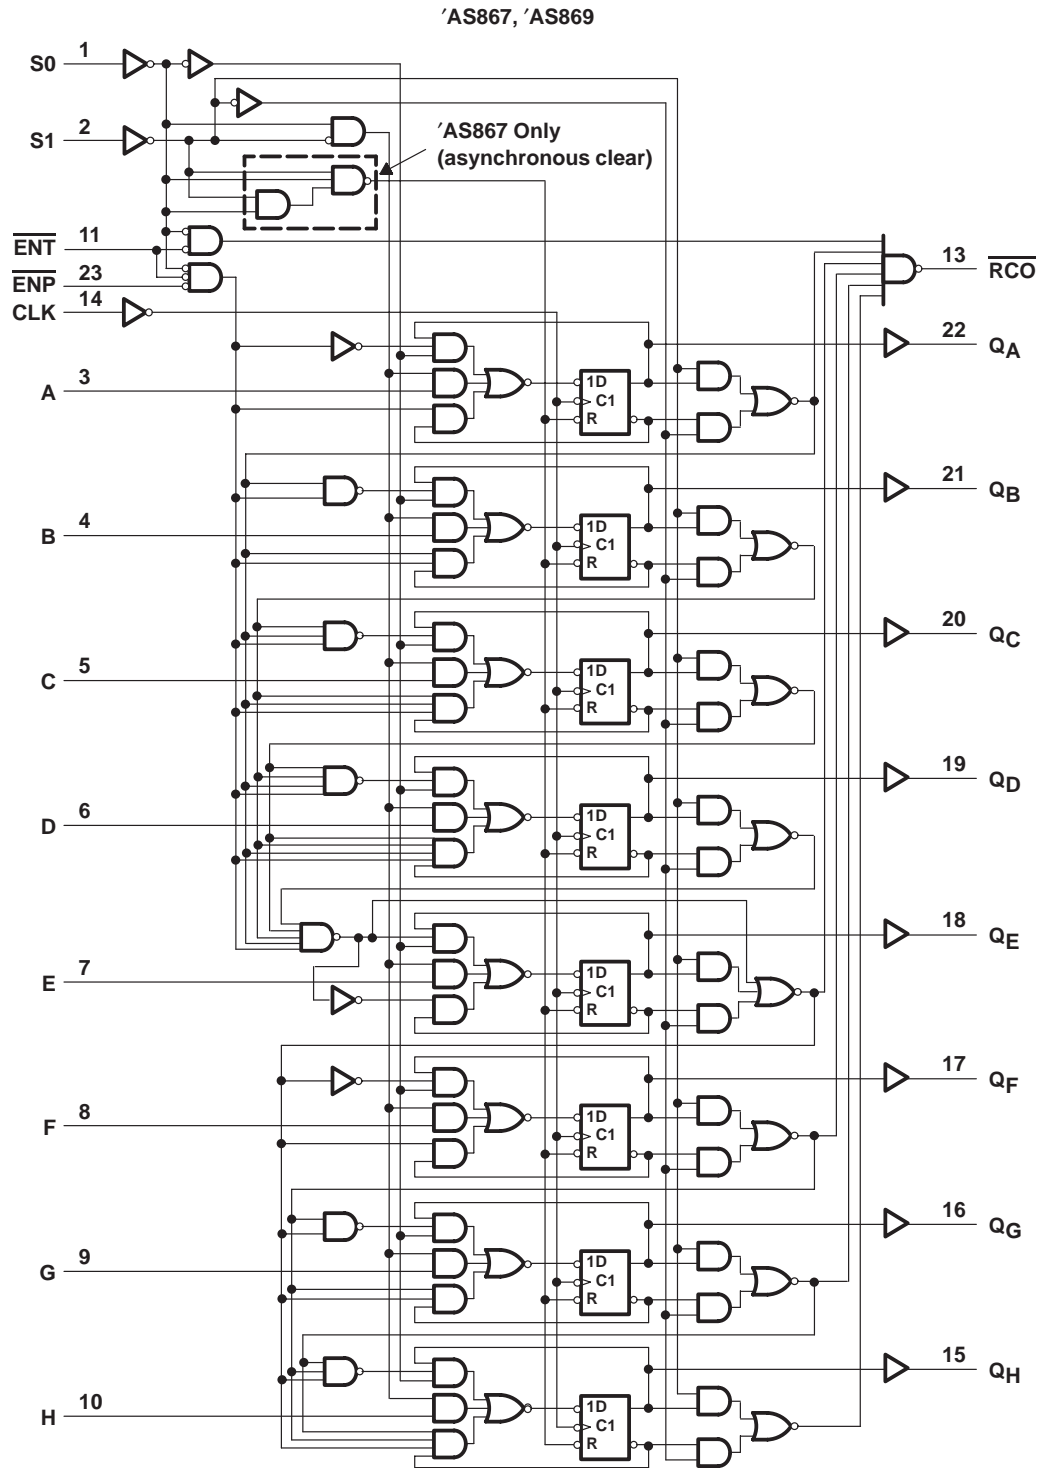 ′AS867, ′AS869
S0 1
S1 2
′AS867 Only
(asynchronous clear)
ENT 11
ENP 23
CLK 14
13 RCO
22 QA
A 3
1D
C1
R
21 QB
B 4
1D
C1
R
20 QC
C 5
1D
C1
R
19 QD
D 6
1D
C1
R
18 QE
E 7
1D
C1
R
17 QF
F 8
1D
C1
R
16 QG
G 9
1D
C1
R
15 QH
H 10
1D
C1
R